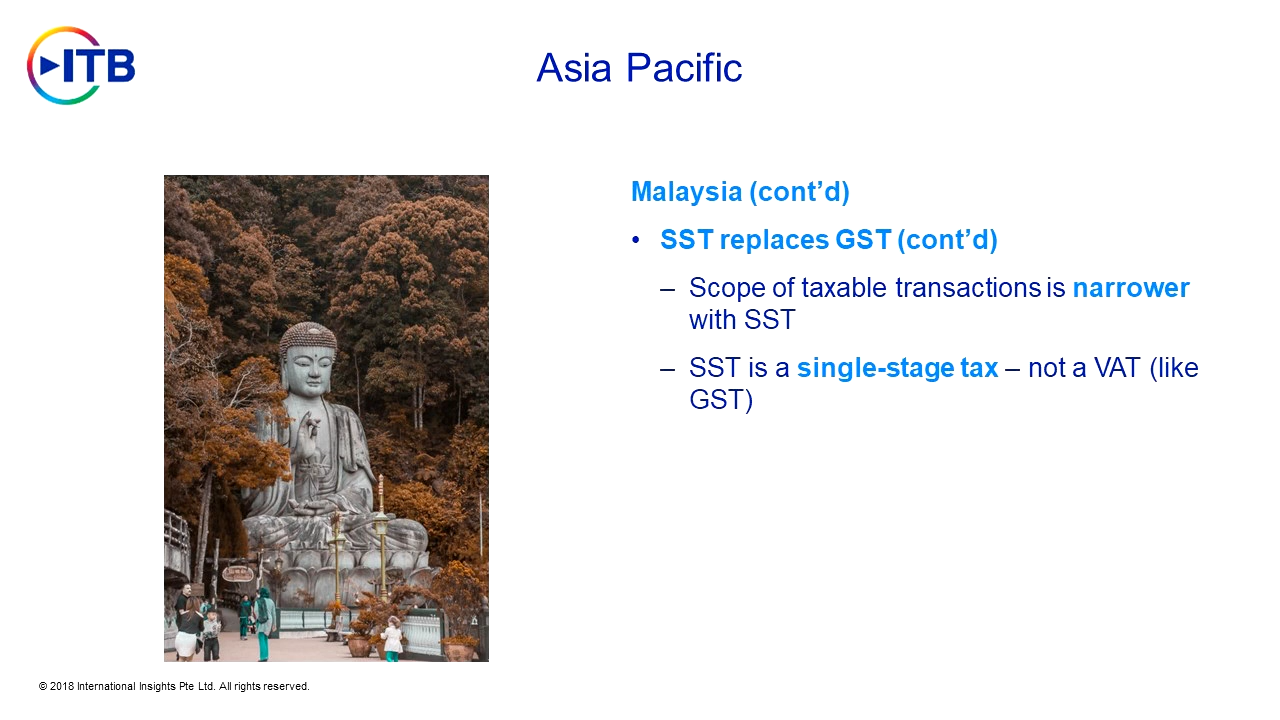 ITB
Asia Pacific
Malaysia (cont’d)
• SST replaces GST (cont’d)
– Scope of taxable transactions is narrower
with SST
– SST is a single-stage tax – not a VAT (like
GST)
© 2018 International Insights Pte Ltd. All rights reserved.